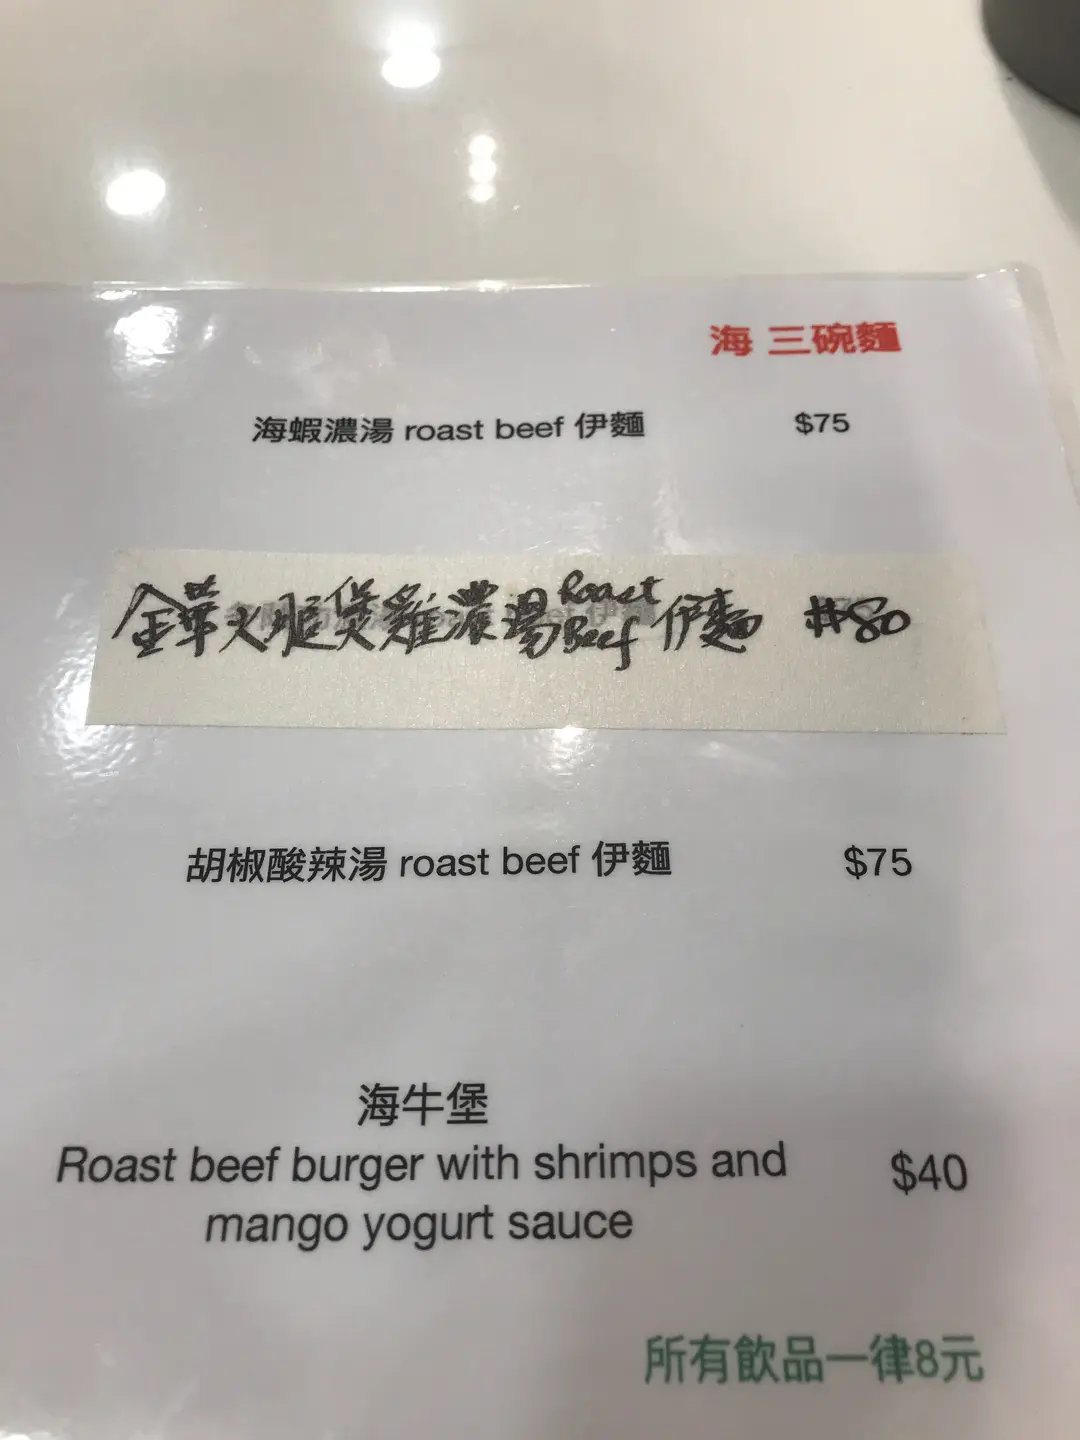 海 三碗麵
海蝦濃湯 roast beef 伊麵 $75
金華火腿煲雞濃湯 Roast Beef 伊麵 $80
胡椒酸辣湯 roast beef 伊麵 $75
海牛堡
Roast beef burger with shrimps and $40
mango yogurt sauce
所有飲品一律8元